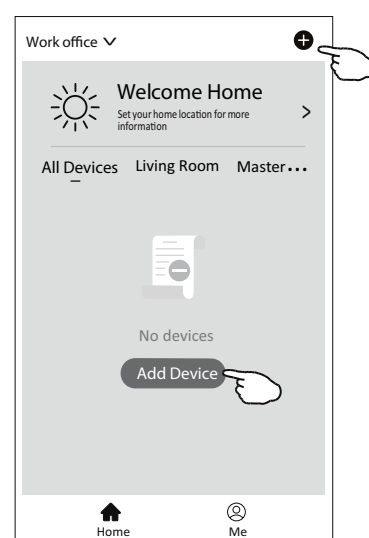 Work office
Welcome Home
Set your home location for more
information
All Devices Living Room Master...
No devices
Add Device
Home Me